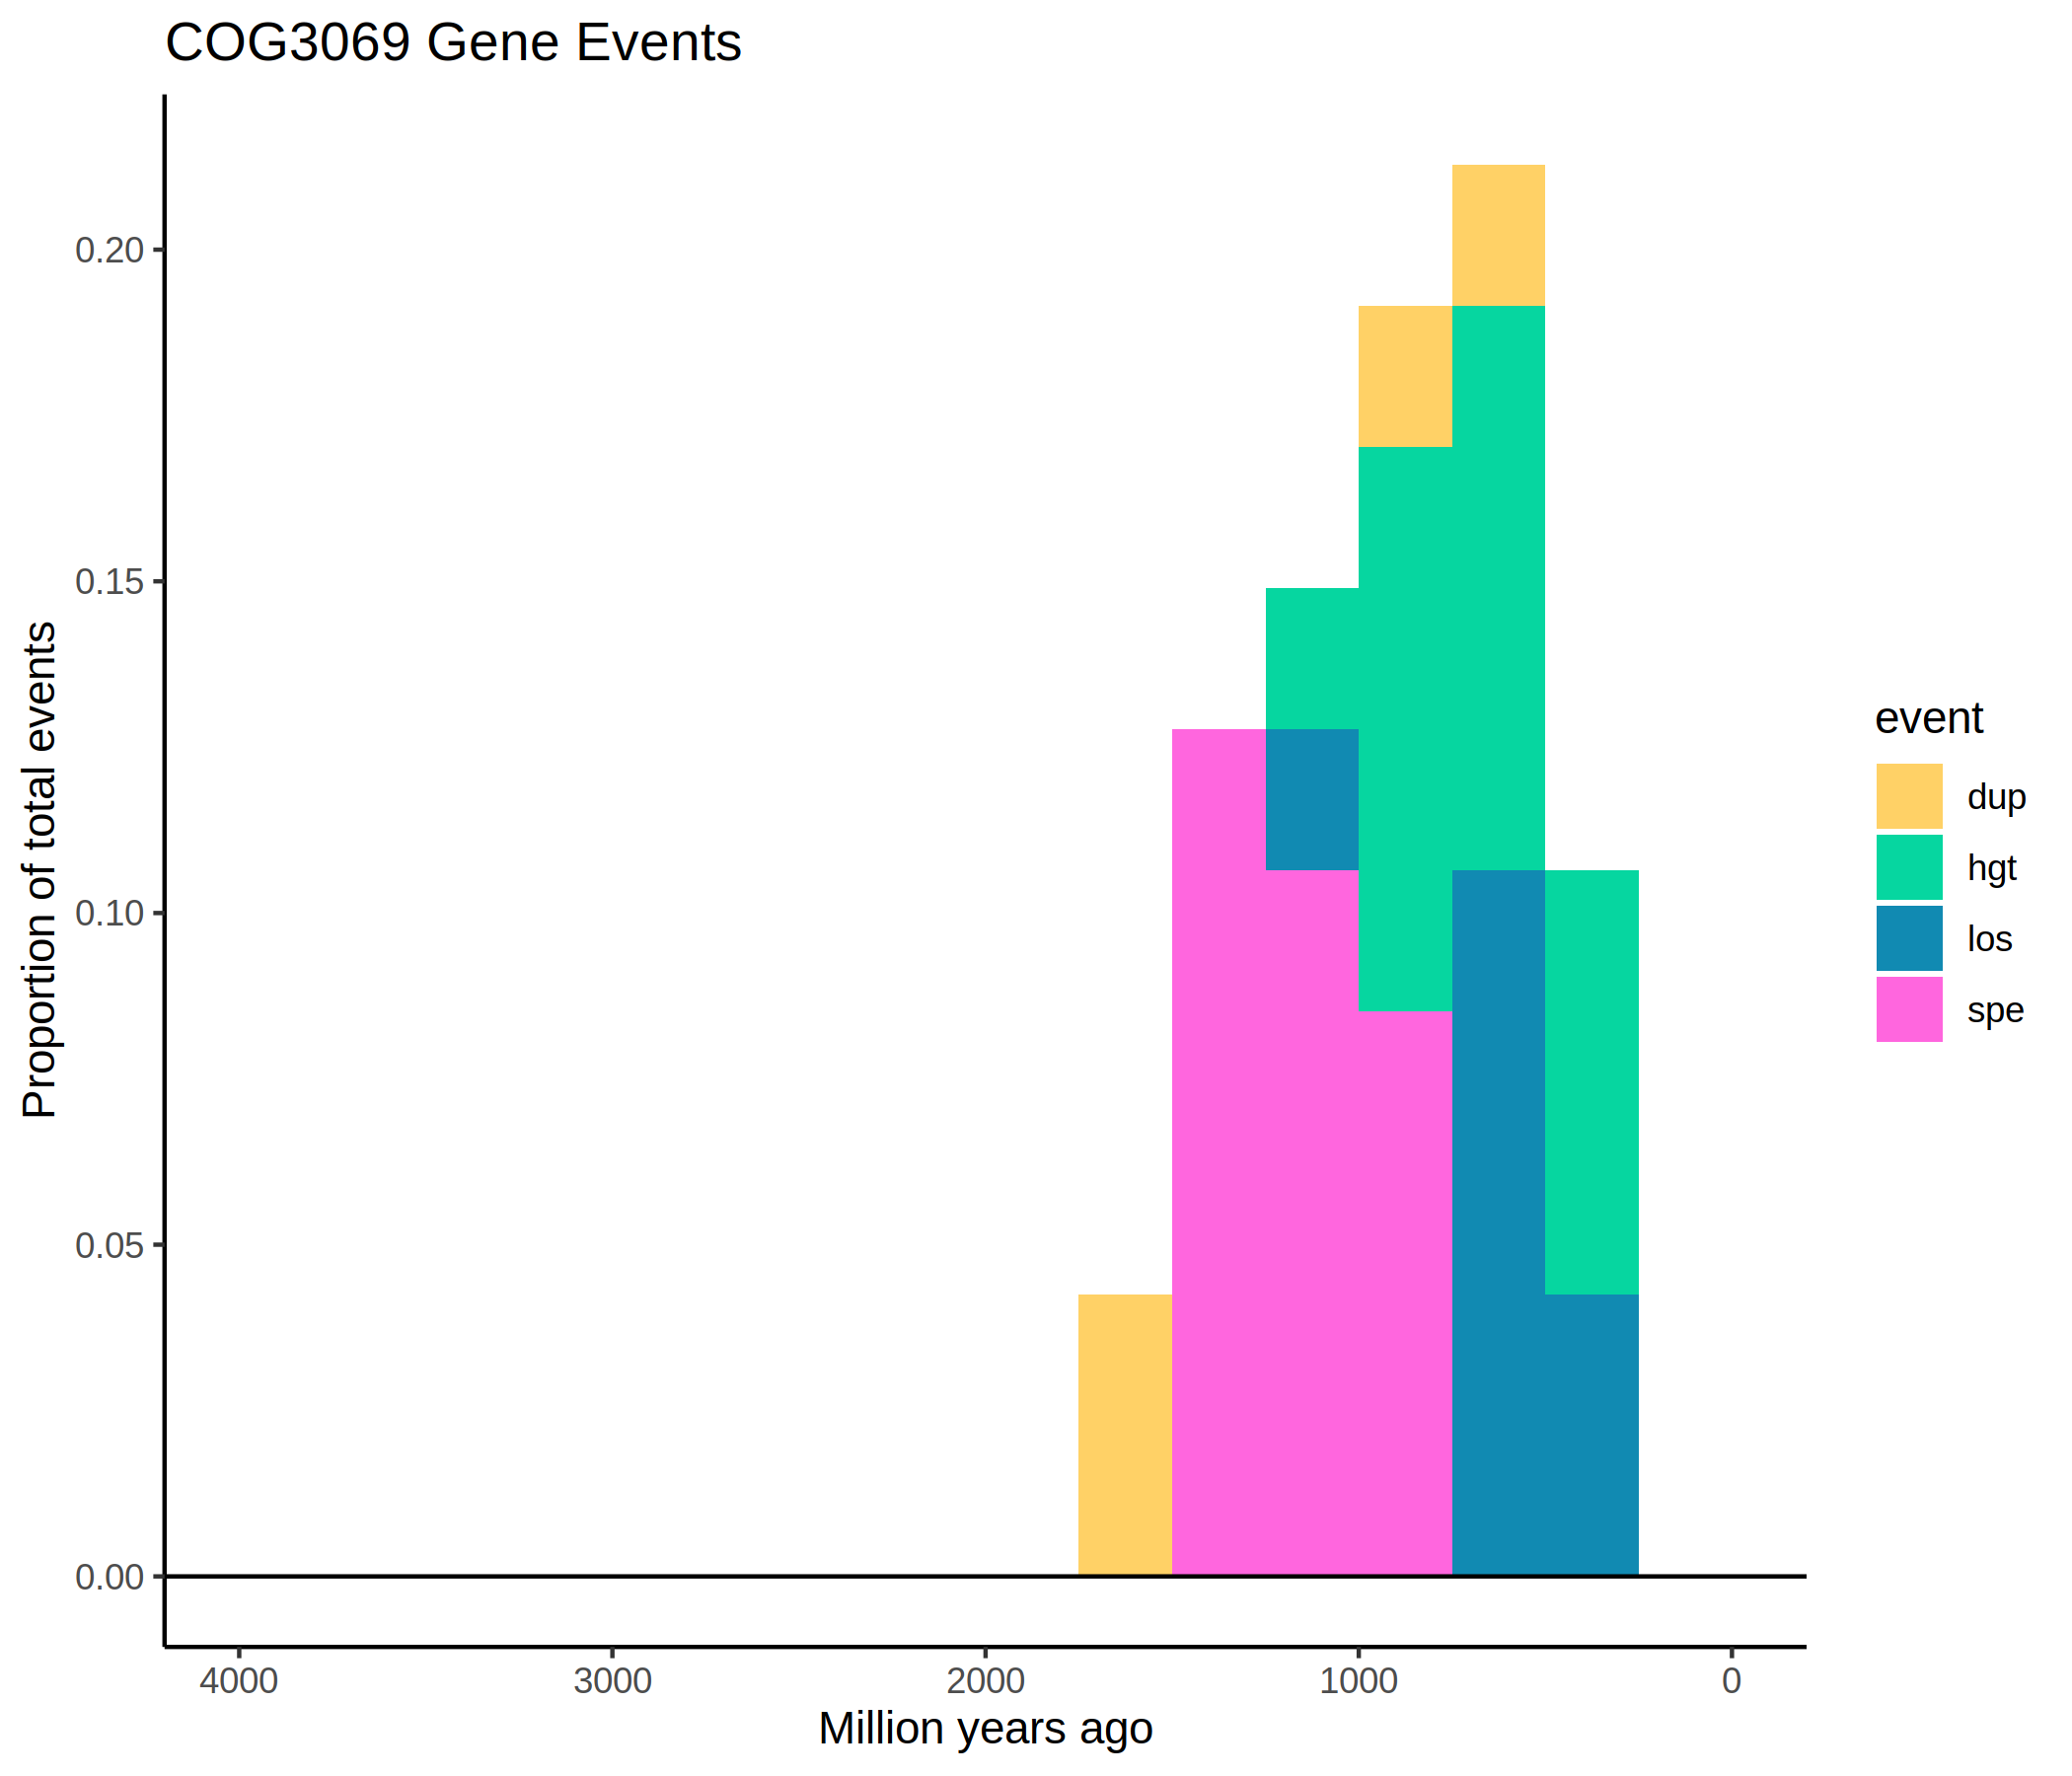 COG3069 Gene Events
Proportion of total events
0.20
0.15
0.10
0.05
0.00
4000 3000 2000 1000 0
Million years ago
event
dup
hgt
los
spe